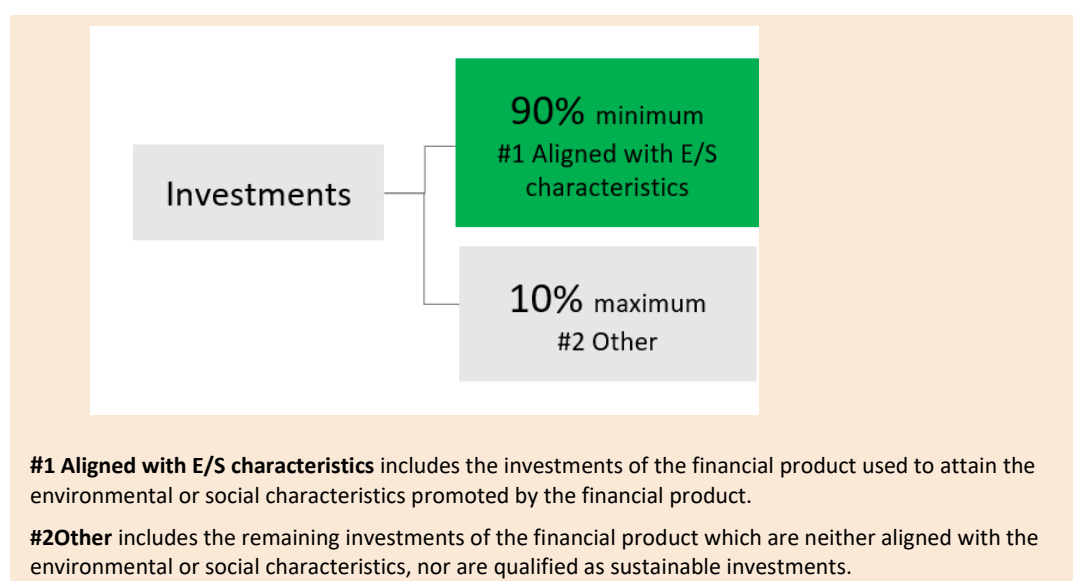 90% minimum
#1 Aligned with E/S
characteristics
Investments
10% maximum
#2 Other
#1 Aligned with E/S characteristics includes the investments of the financial product used to attain the
environmental or social characteristics promoted by the financial product.
#2Other includes the remaining investments of the financial product which are neither aligned with the
environmental or social characteristics, nor are qualified as sustainable investments.